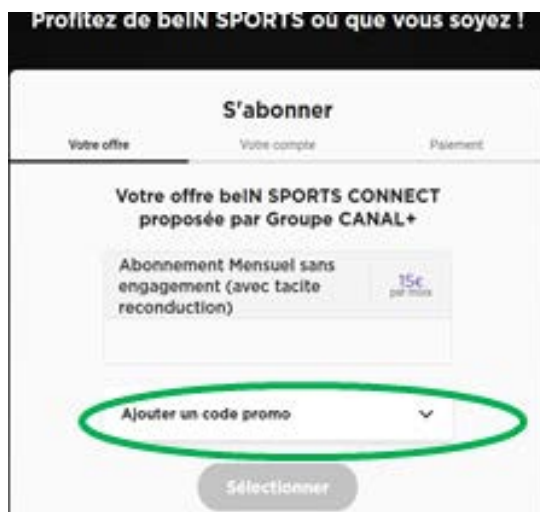 Profitez de beIN SPORTS où que vous soyez !
S'abonner
Votre offre
Votre compte
Paiement
Votre offre beIN SPORTS CONNECT
proposée par Groupe CANAL+
Abonnement Mensuel sans
engagement (avec tacite
reconduction)
15€
par mois
Ajouter un code promo
Sélectionner